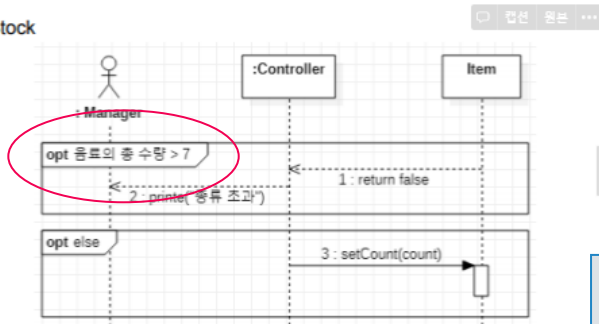 tock
캡션 원본 ...
:Controller
Item
: Manager
opt 음료의 총 수량 > 7
1 : return false
2 : printe("종류 초과")
opt else
3 : setCount(count)